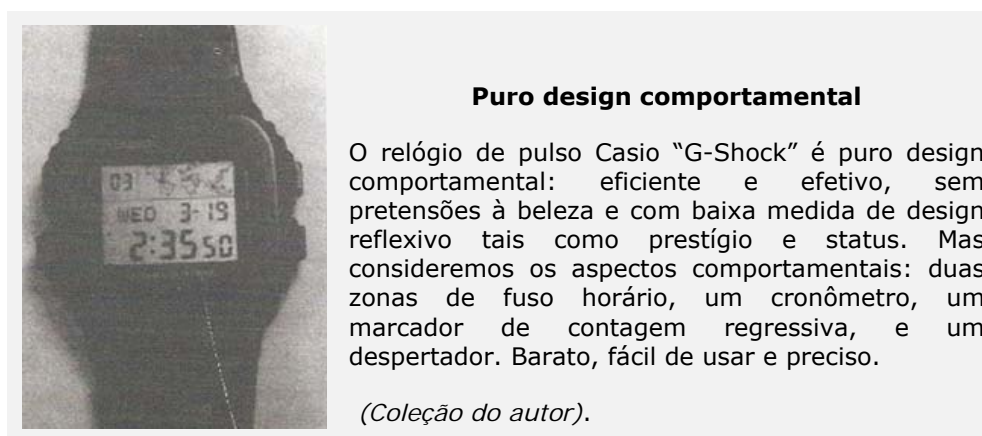 03
WED 3-19
2:35 50
Puro design comportamental
O relógio de pulso Casio “G-Shock” é puro design
comportamental: eficiente e efetivo, sem
pretensões à beleza e com baixa medida de design
reflexivo tais como prestígio e status. Mas
consideremos os aspectos comportamentais: duas
zonas de fuso horário, um cronômetro, um
marcador de contagem regressiva, e um
despertador. Barato, fácil de usar e preciso.
(Coleção do autor).